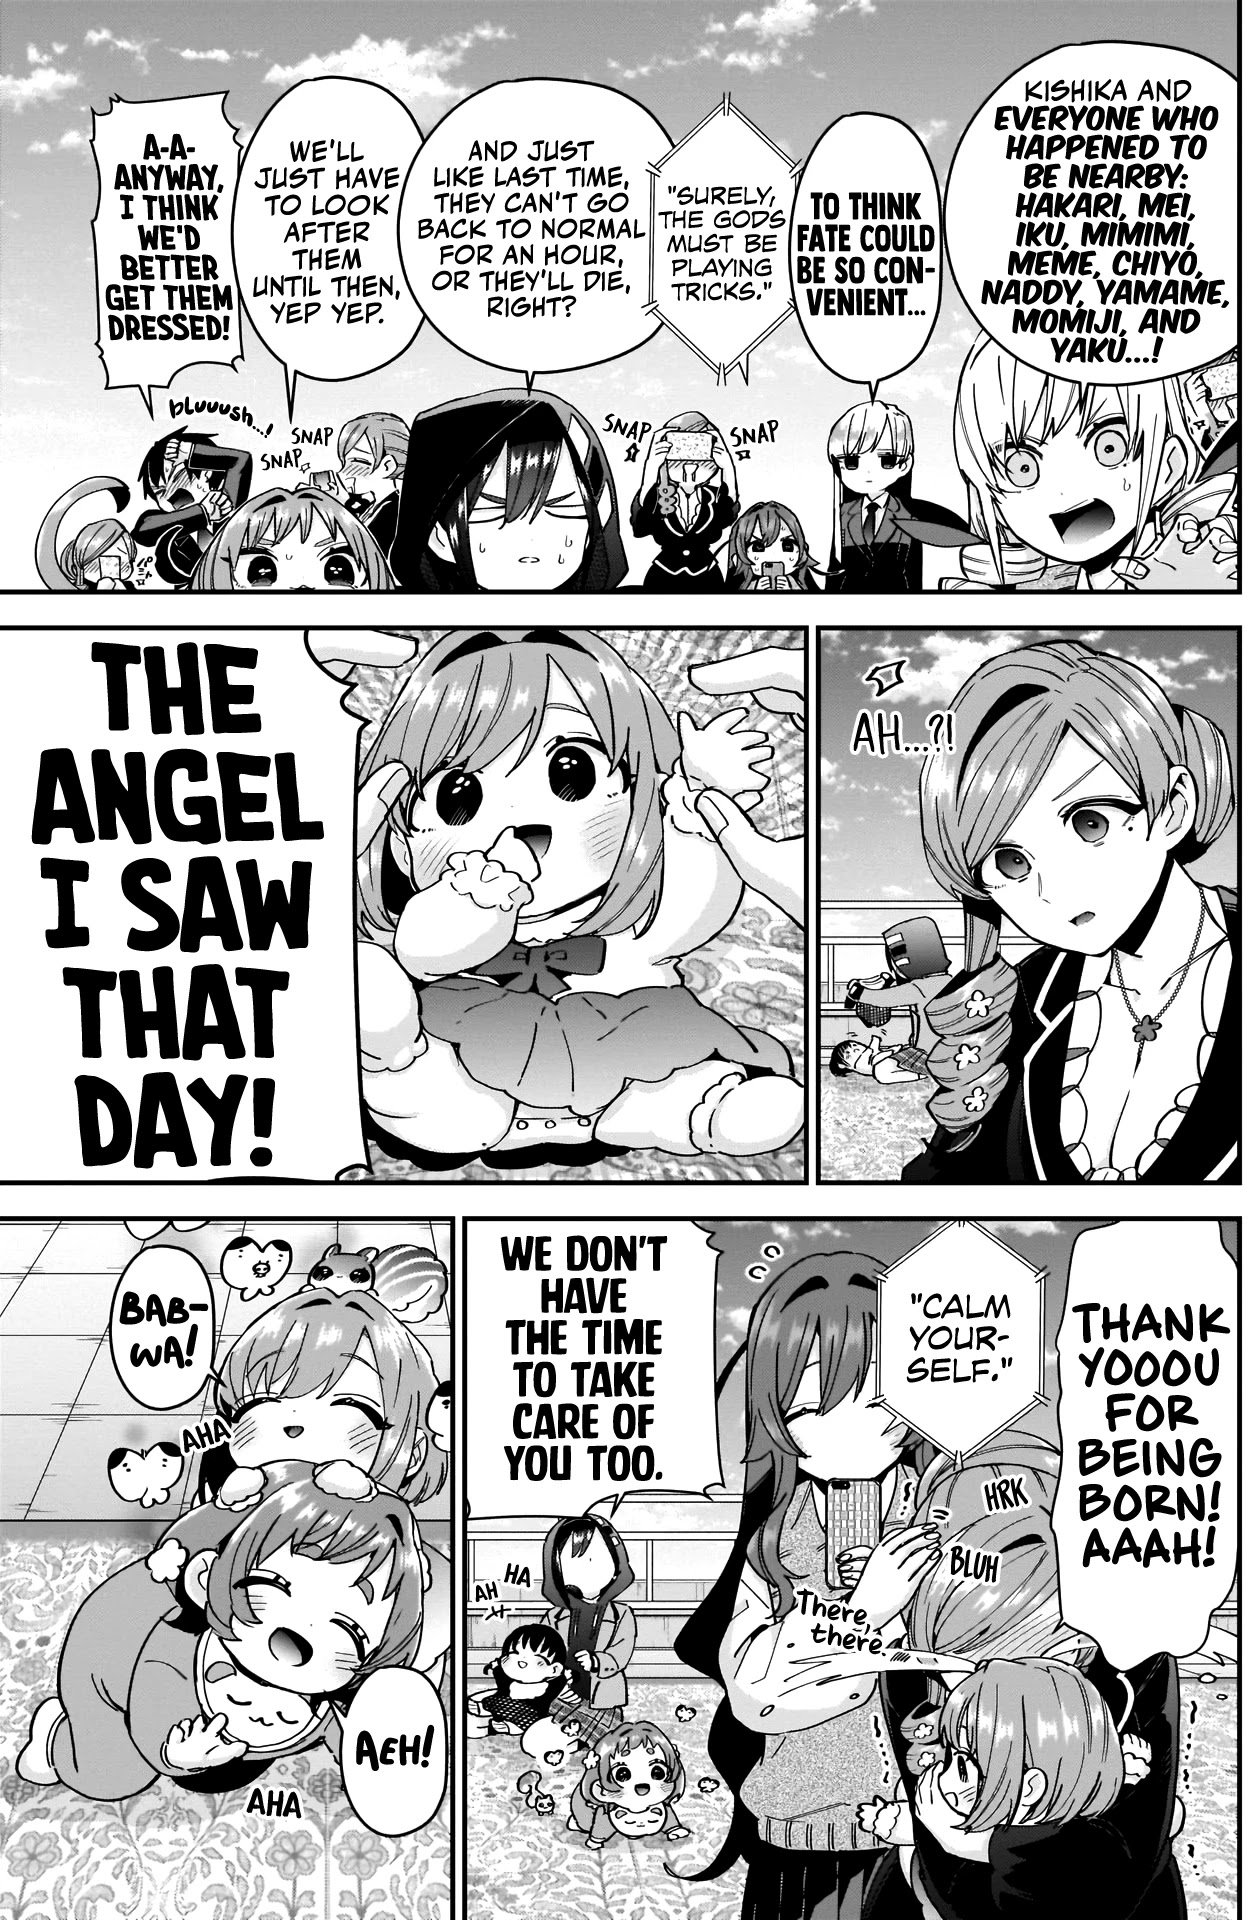 KISHIKA AND
EVERYONE WHO
HAPPENED TO
BE NEARBY:
HAKARI, MEI,
IKU, MIMIMI,
MEME, CHIYO,
NADDY, YAMAME,
MOMIJI, AND
YAKU...!
TO THINK
FATE COULD
BE SO CON-
VENIENT...
"SURELY,
THE GODS
MUST BE
PLAYING
TRICKS."
AND JUST
LIKE LAST TIME,
THEY CAN'T GO
BACK TO NORMAL
FOR AN HOUR,
OR THEY'LL DIE,
RIGHT?
WE'LL
JUST HAVE
TO LOOK
AFTER
THEM
UNTIL THEN,
YEP YEP.
A-A-
ANYWAY,
I THINK
WE'D
BETTER
GET THEM
DRESSED!
SNAP
SNAP
SNAP
SNAP
bluuush...!
AH...?!
THE
ANGEL
I SAW
THAT
DAY!
THANK
YOOOU
FOR
BEING
BORN!
AAAH!
"CALM
YOUR-
SELF."
HRK
BLUH
There,
there.
WE DON'T
HAVE
THE TIME
TO TAKE
CARE OF
YOU TOO.
HA
AH
BAB-
WA!
AHA
AEH!
AHA